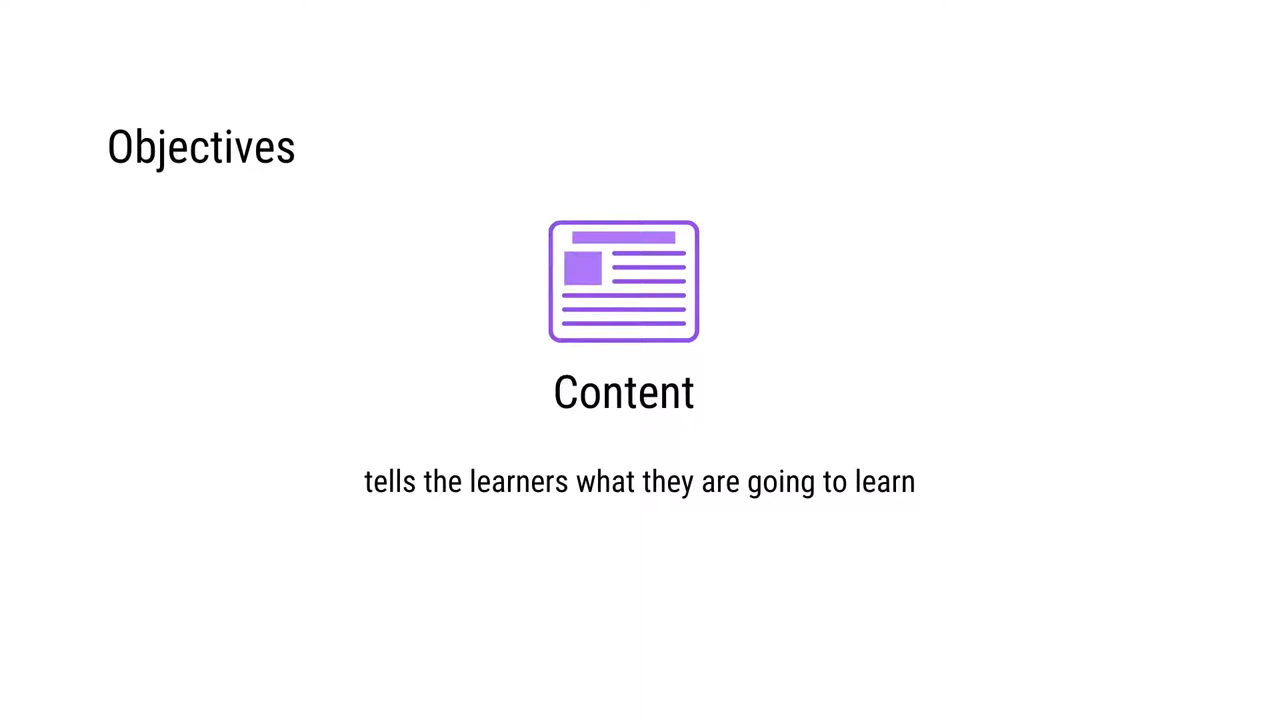 Objectives
Content
tells the learners what they are going to learn